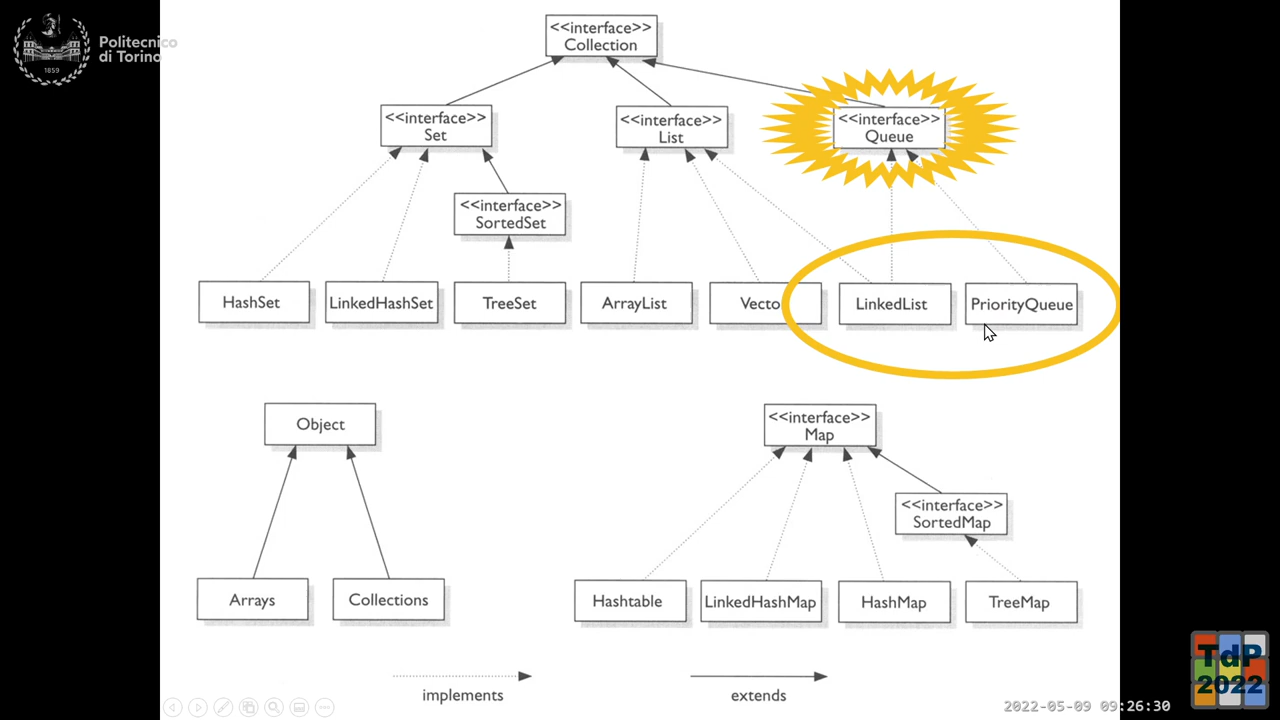 Politecnico
di Torino
1859
<<interface>>
Collection
<<interface>>
Set
<<interface>>
List
<<interface>>
Queue
<<interface>>
SortedSet
HashSet
LinkedHashSet
TreeSet
ArrayList
Vecto
LinkedList
PriorityQueue
Object
<<interface>>
Map
<<interface>>
SortedMap
Arrays
Collections
Hashtable
LinkedHashMap
HashMap
TreeMap
implements
extends
TdP
2022
2022-05-09 09:26:30